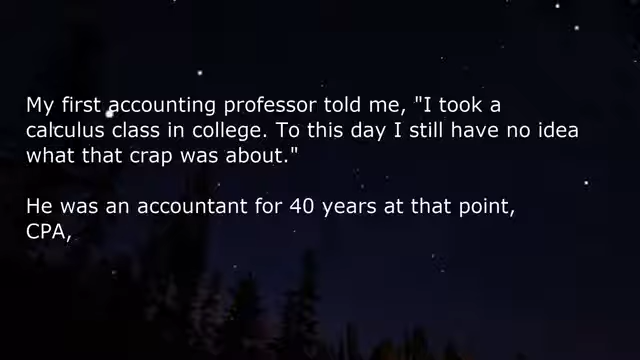 My first accounting professor told me, "I took a
calculus class in college. To this day I still have no idea
what that crap was about."
He was an accountant for 40 years at that point,
CPA,